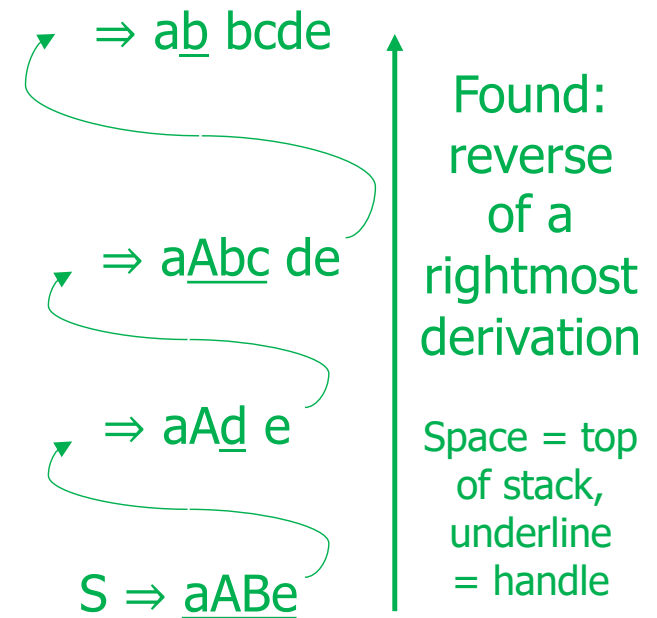 ⇒ ab bcde
⇒ aAbc de
⇒ aAd e
S ⇒ aABe
Found:
reverse
of a
rightmost
derivation
Space = top
of stack,
underline
= handle